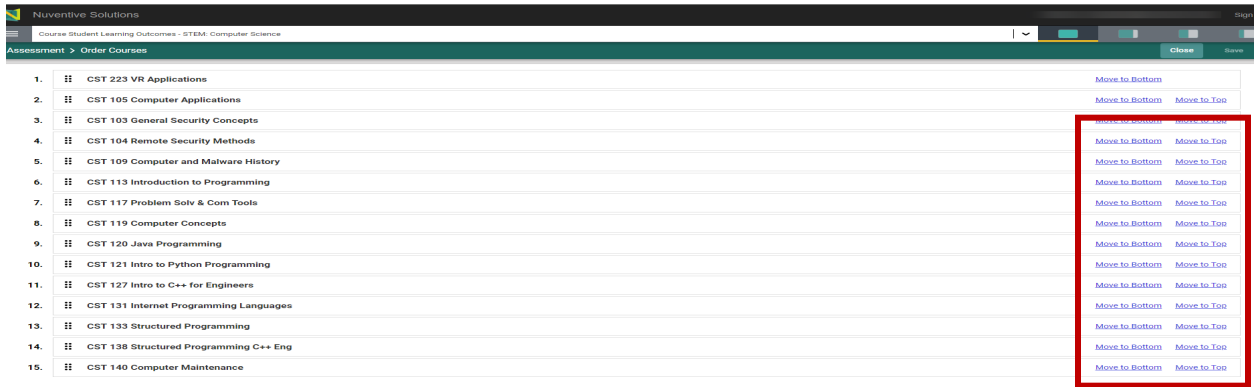 Nuventive Solutions
Sign
Course Student Learning Outcomes - STEM: Computer Science
Assessment > Order Courses Close Save
1. CST 223 VR Applications Move to Bottom
2. CST 105 Computer Applications Move to Bottom Move to Top
3. CST 103 General Security Concepts Move to Bottom Move to Top
4. CST 104 Remote Security Methods Move to Bottom Move to Top
5. CST 109 Computer and Malware History Move to Bottom Move to Top
6. CST 113 Introduction to Programming Move to Bottom Move to Top
7. CST 117 Problem Solv & Com Tools Move to Bottom Move to Top
8. CST 119 Computer Concepts Move to Bottom Move to Top
9. CST 120 Java Programming Move to Bottom Move to Top
10. CST 121 Intro to Python Programming Move to Bottom Move to Top
11. CST 127 Intro to C++ for Engineers Move to Bottom Move to Top
12. CST 131 Internet Programming Languages Move to Bottom Move to Top
13. CST 133 Structured Programming Move to Bottom Move to Top
14. CST 138 Structured Programming C++ Eng Move to Bottom Move to Top
15. CST 140 Computer Maintenance Move to Bottom Move to Top